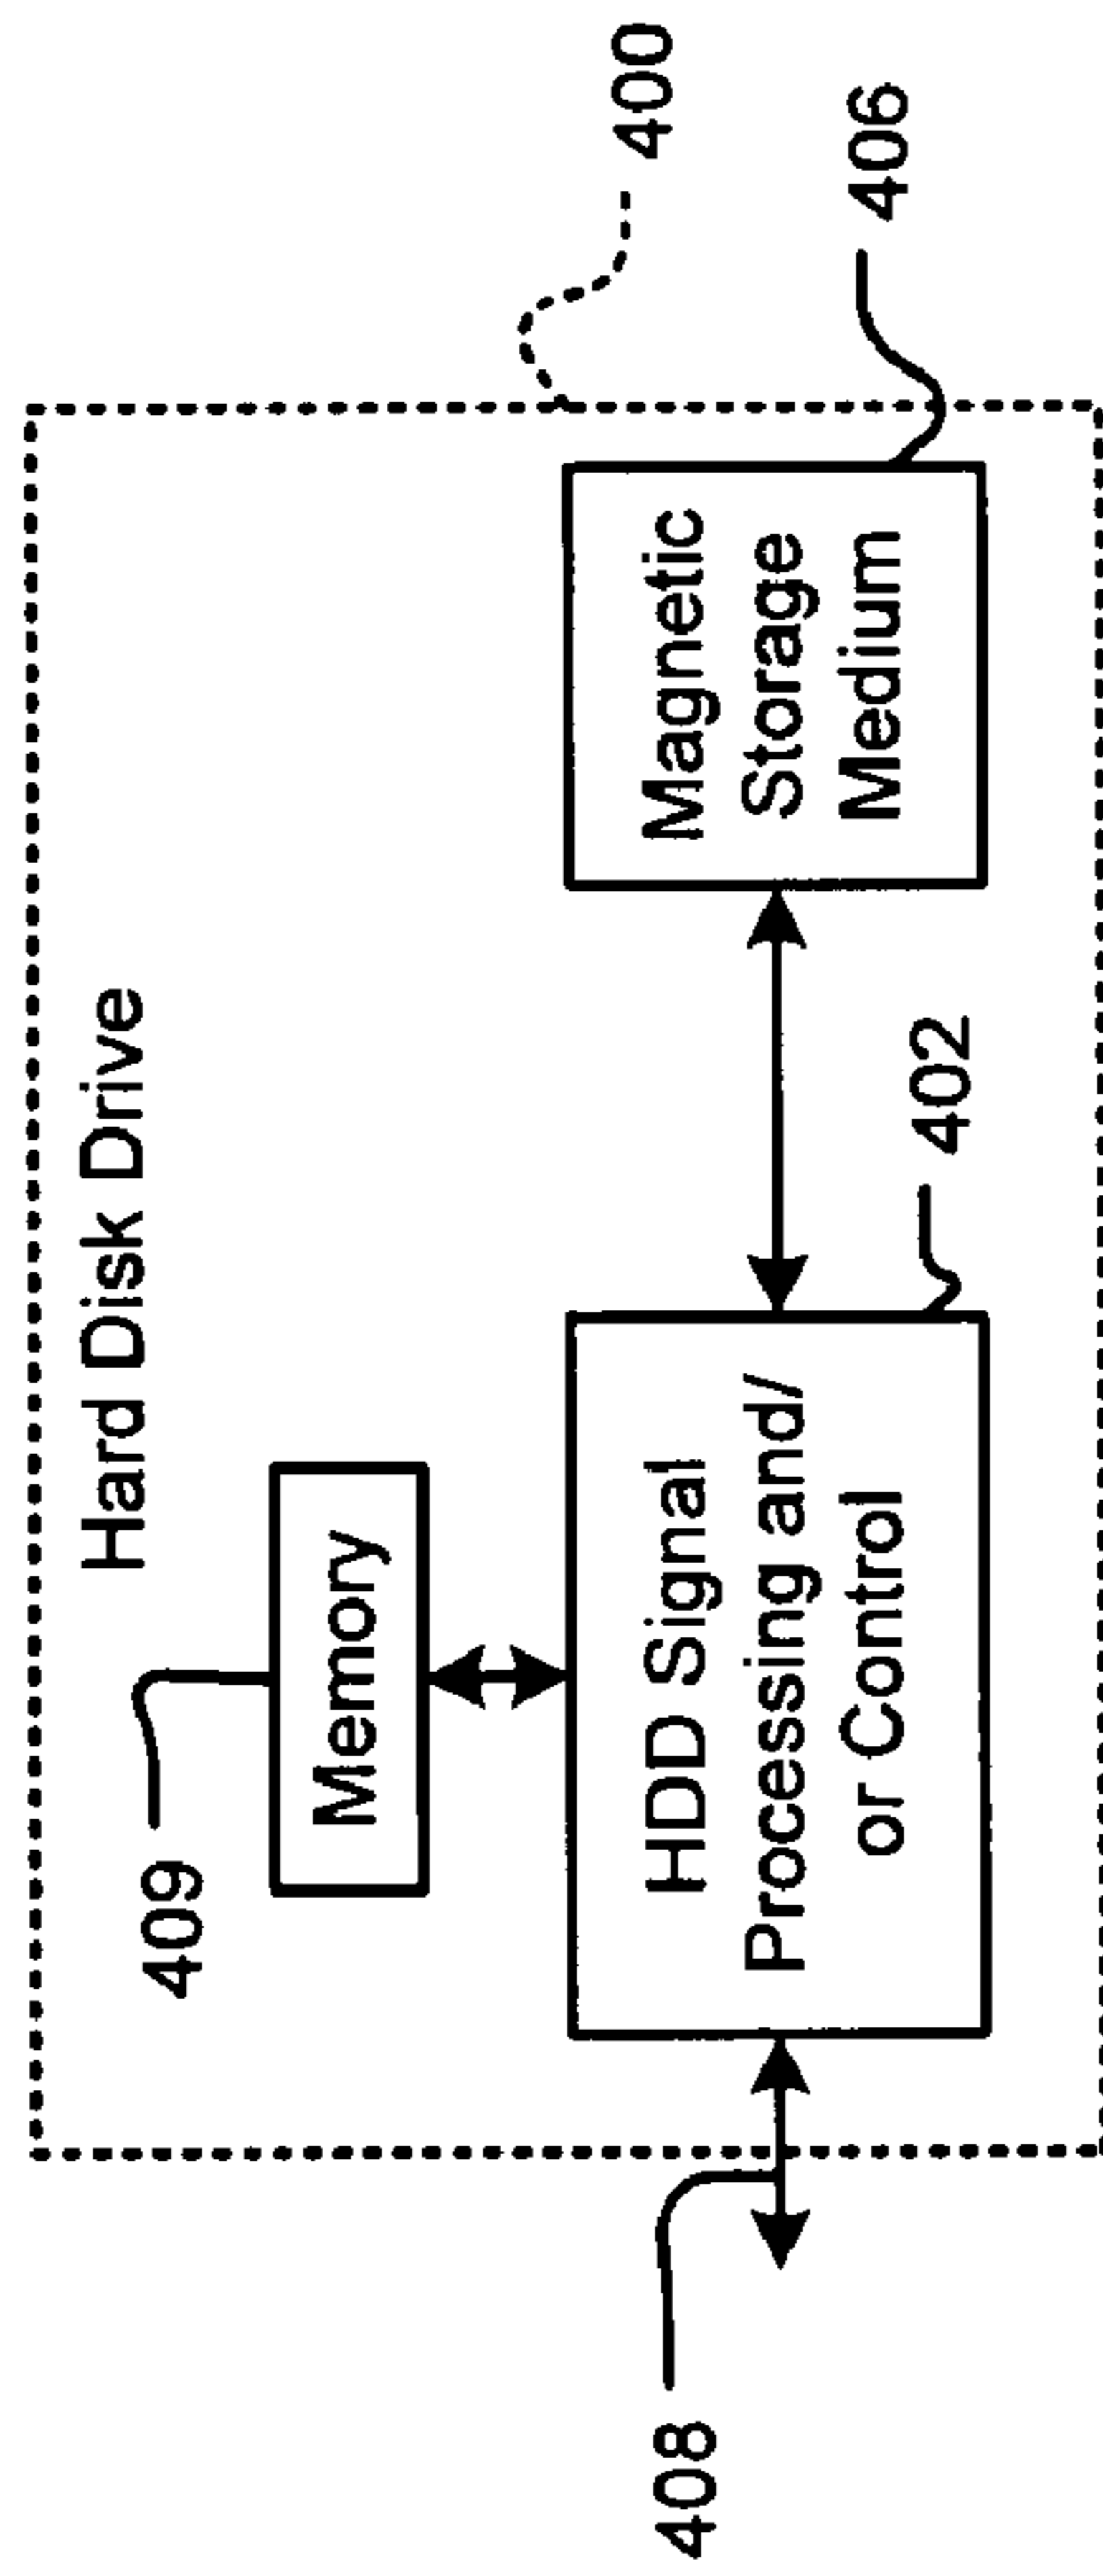 Hard Disk Drive
400
409
Memory
408
HDD Signal
Processing and/
or Control
402
Magnetic
Storage
Medium
406